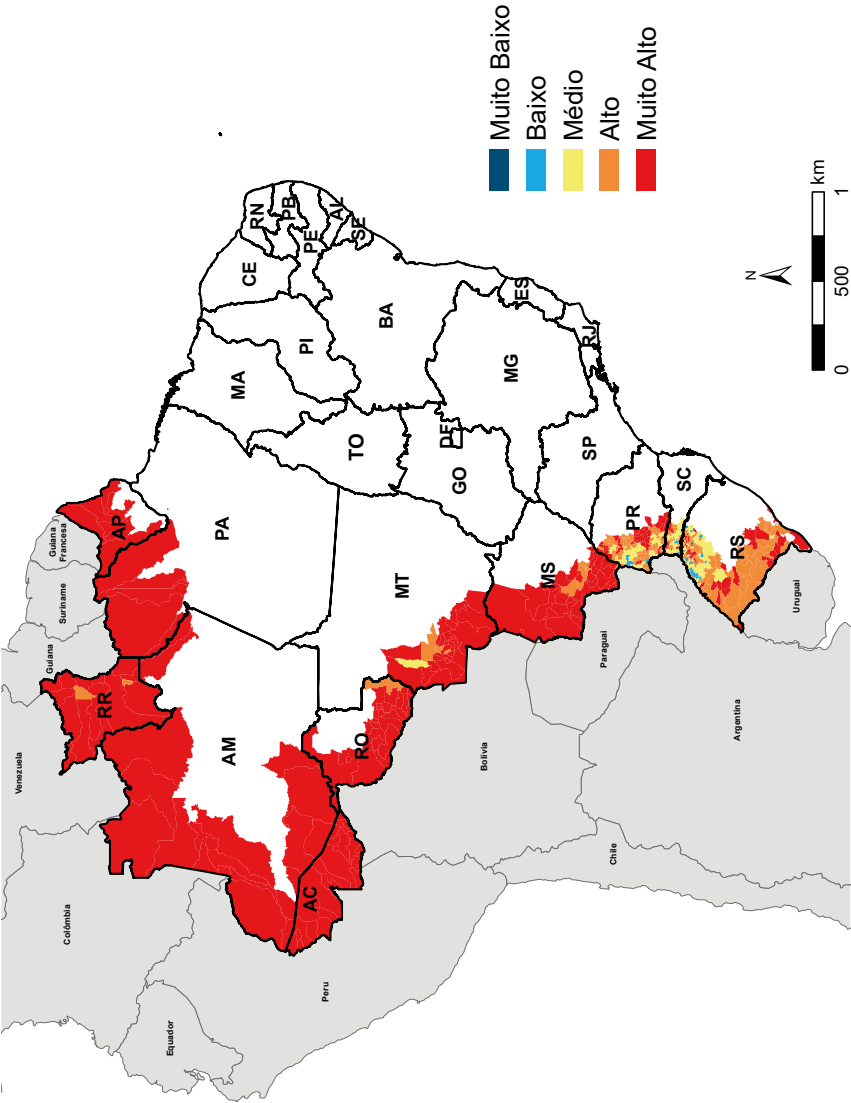 Venezuela
Guiana
Suriname
Guiana
Francesa
Colômbia
Equador
Peru
Bolívia
Paraguai
Chile
Argentina
Uruguai
RR
AP
AM
PA
AC
RO
MT
MS
MA
PI
CE
RN
PB
PE
AL
SE
BA
TO
GO
DF
MG
ES
RJ
SP
PR
SC
RS
Muito Baixo
Baixo
Médio
Alto
Muito Alto
N
0
500
1
km